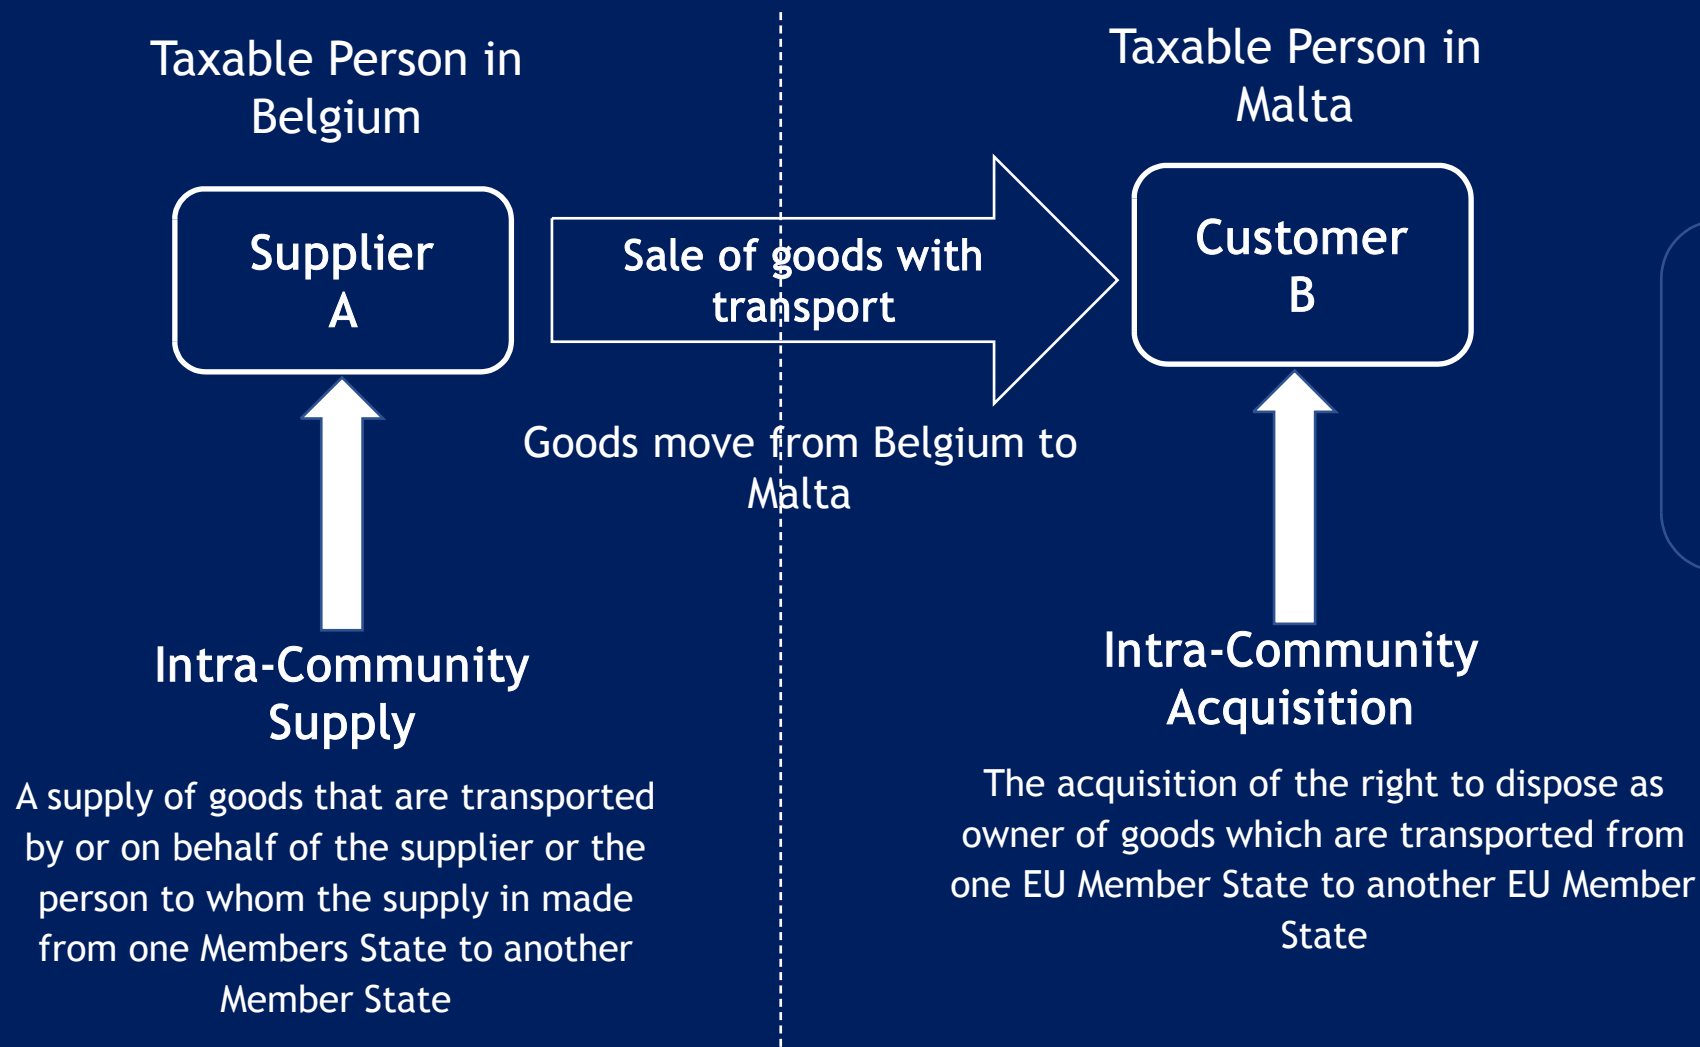 Taxable Person in
Belgium
Supplier
A
Sale of goods with
transport
Goods move from Belgium to
Malta
Taxable Person in
Malta
Customer
B
Intra-Community
Supply
A supply of goods that are transported
by or on behalf of the supplier or the
person to whom the supply in made
from one Members State to another
Member State
Intra-Community
Acquisition
The acquisition of the right to dispose as
owner of goods which are transported from
one EU Member State to another EU Member
State